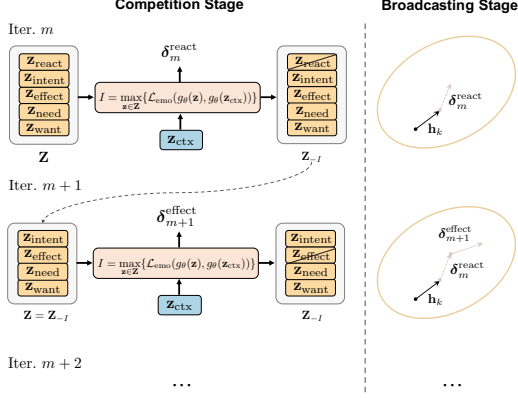 Competition Stage
Broadcasting Stage
Iter. m
z_react
z_intent
z_effect
z_need
z_want
Z
δ_m^react
I = max_{z∈Z}{L_emo(g_θ(z), g_θ(z_ctx))}
z_ctx
z_react
z_intent
z_effect
z_need
z_want
Z_{-I}
δ_m^react
h_k
Iter. m + 1
z_intent
z_effect
z_need
z_want
Z = Z_{-I}
δ_{m+1}^effect
I = max_{z∈Z}{L_emo(g_θ(z), g_θ(z_ctx))}
z_ctx
z_intent
z_effect
z_need
z_want
Z_{-I}
δ_{m+1}^effect
δ_m^react
h_k
Iter. m + 2
...
...